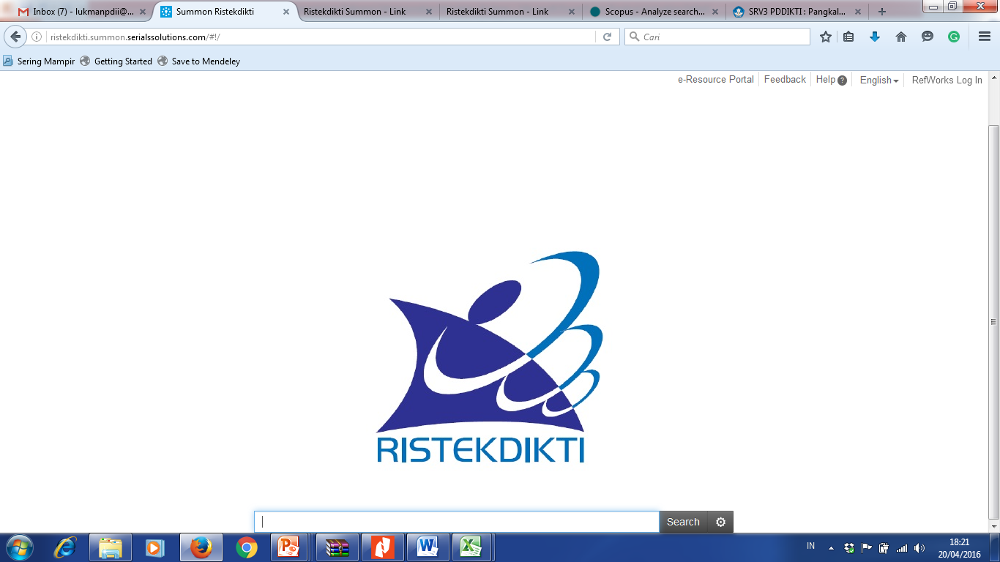 Inbox (7) - lukmanpdii@...
Summon Ristekdikti
Ristekdikti Summon - Link
Ristekdikti Summon - Link
Scopus - Analyze search...
SRV3 PDDIKTI : Pangkal...
ristekdikti.summon.serialssolutions.com/#!/
Cari
Sering Mampir
Getting Started
Save to Mendeley
e-Resource Portal
Feedback
Help ?
English
RefWorks Log In
RISTEKDIKTI
Search
IN
18:21
20/04/2016